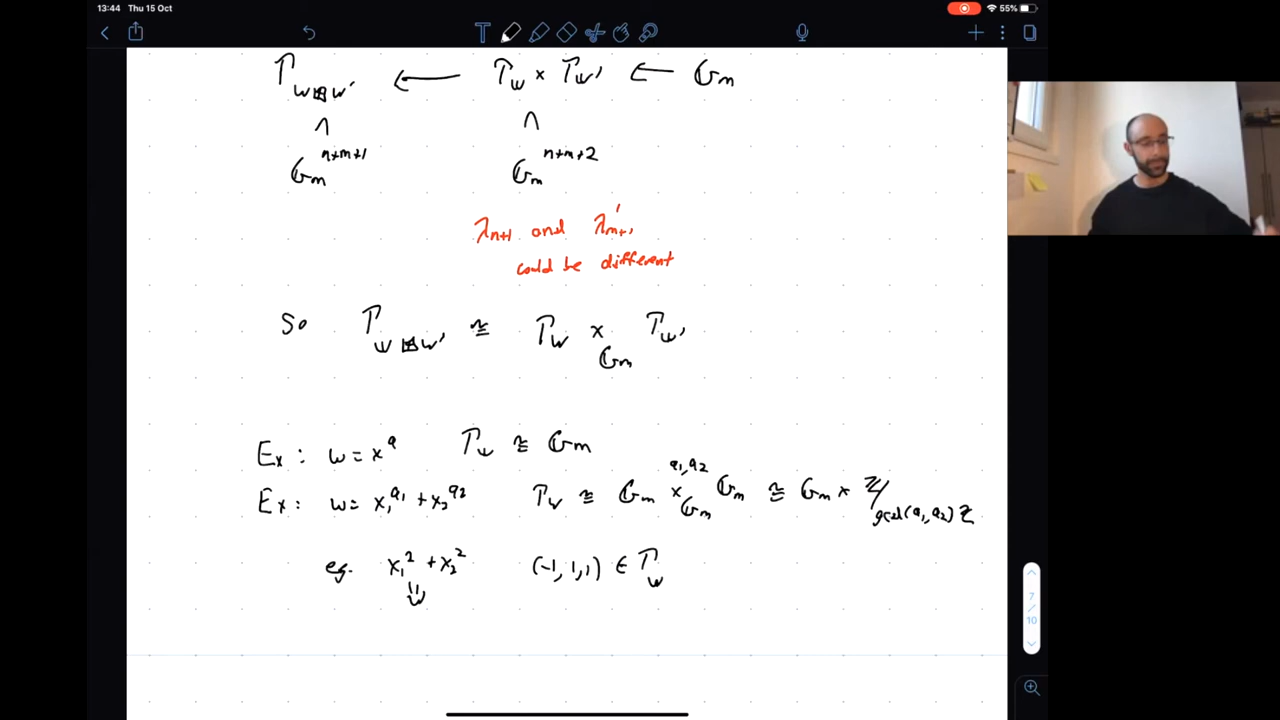 13:44 Thu 15 Oct
55%
Γ_{w⊞w'} ← Γ_w × Γ_{w'} ← G_m
∧ ∧
G_m^{n+m+1} G_m^{n+m+2}
λ_{n+1} and λ'_{m+1}
could be different
So Γ_{w⊞w'} ≅ Γ_w ×_{G_m} Γ_{w'}
Ex: w = x^a Γ_w ≅ G_m
Ex: w = x_1^{a_1} + x_2^{a_2} Γ_w ≅ G_m ×_{G_m}^{a_1,a_2} G_m ≅ G_m × Z/gcd(a_1,a_2)Z
eg. x_1^2 + x_2^2 (-1,1,1) ∈ Γ_w
"
w
7
/
10